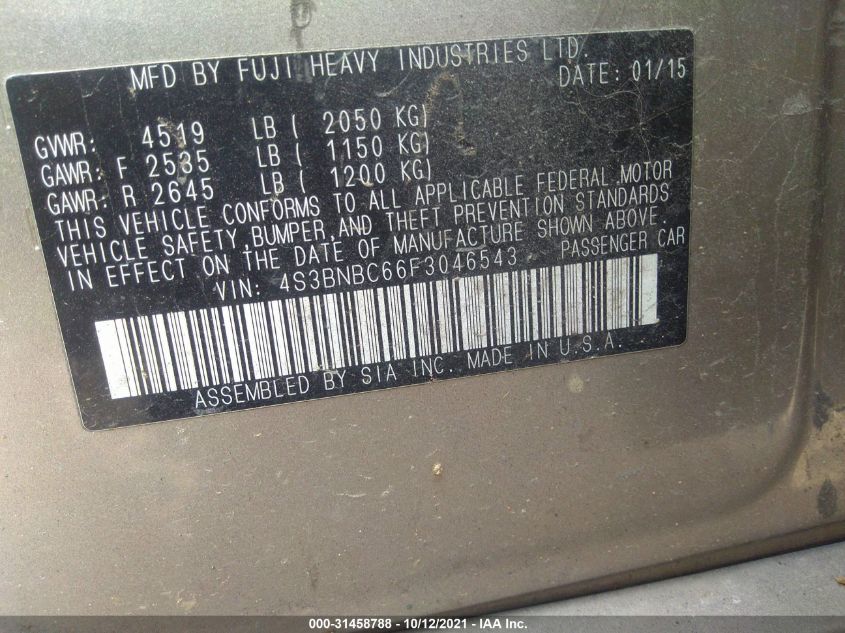 MFD BY FUJI HEAVY INDUSTRIES LTD.
DATE: 01/15
GVWR: 4519 LB ( 2050 KG)
GAWR: F 2535 LB ( 1150 KG)
GAWR: R 2645 LB ( 1200 KG)
THIS VEHICLE CONFORMS TO ALL APPLICABLE FEDERAL MOTOR
VEHICLE SAFETY,BUMPER,AND THEFT PREVENTION STANDARDS
IN EFFECT ON THE DATE OF MANUFACTURE SHOWN ABOVE.
VIN: 4S3BNBC66F3046543 PASSENGER CAR
ASSEMBLED BY SIA INC. MADE IN U.S.A.
000-31458788 - 10/12/2021 - IAA Inc.